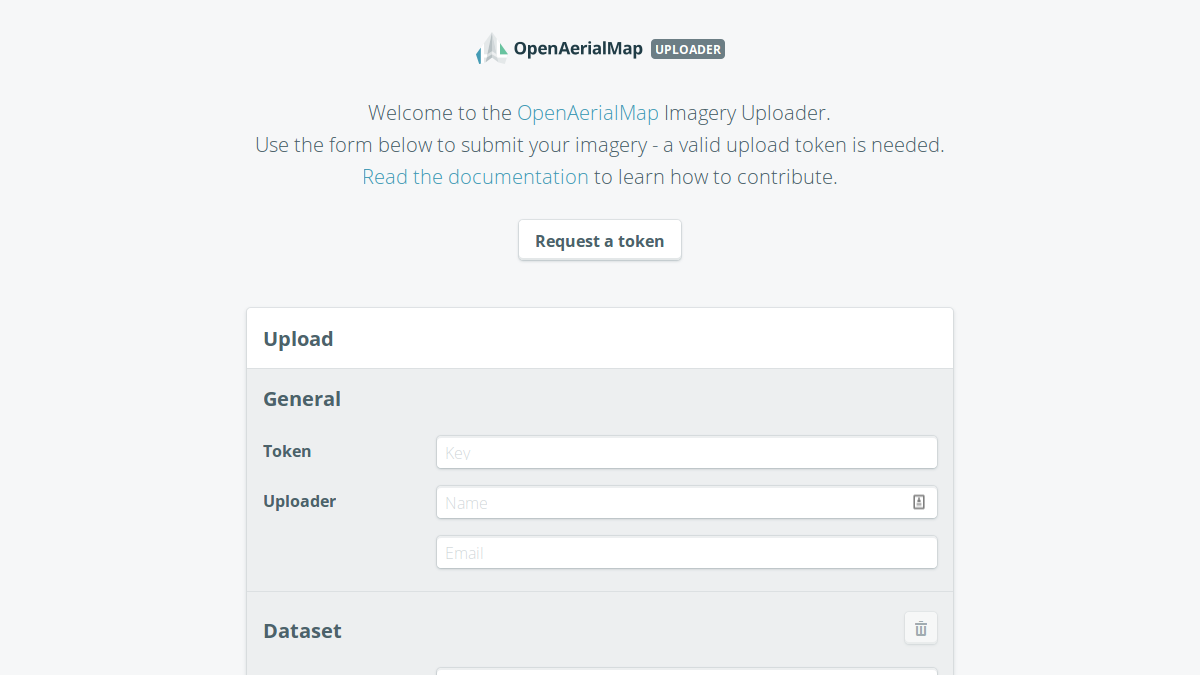 OpenAerialMap UPLOADER
Welcome to the OpenAerialMap Imagery Uploader.
Use the form below to submit your imagery - a valid upload token is needed.
Read the documentation to learn how to contribute.
Request a token
Upload
General
Token
Key
Uploader
Name
Email
Dataset